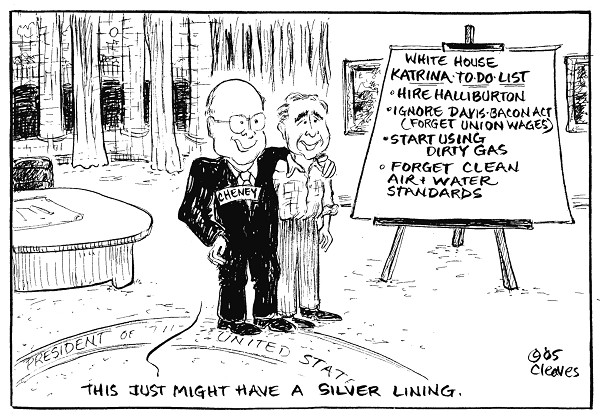 WHITE HOUSE
KATRINA·TO·DO·LIST
° HIRE HALLIBURTON
• IGNORE DAVIS·BACON ACT
(FORGET UNION WAGES)
• START USING
DIRTY GAS
° FORGET CLEAN
AIR + WATER
STANDARDS
CHENEY
PRESIDENT OF TH UNITED STAT
THIS JUST MIGHT HAVE A SILVER LINING.
©'05
Cleaves